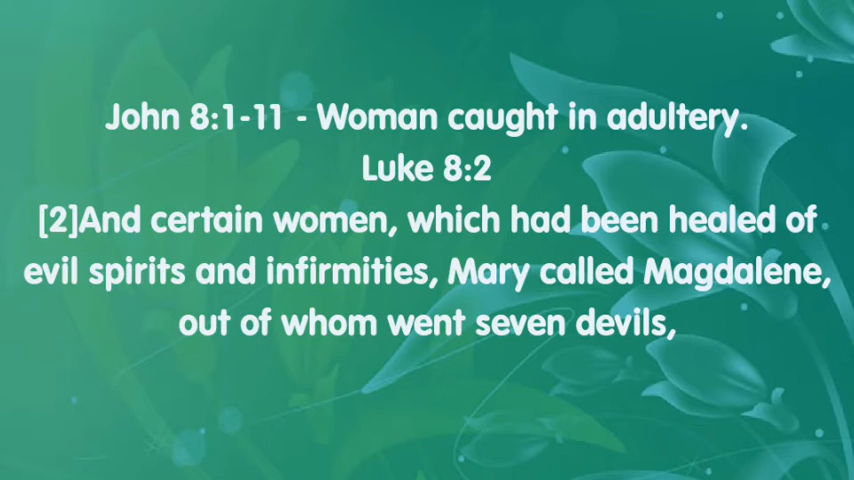 John 8:1-11 - Woman caught in adultery.
Luke 8:2
[2]And certain women, which had been healed of
evil spirits and infirmities, Mary called Magdalene,
out of whom went seven devils,